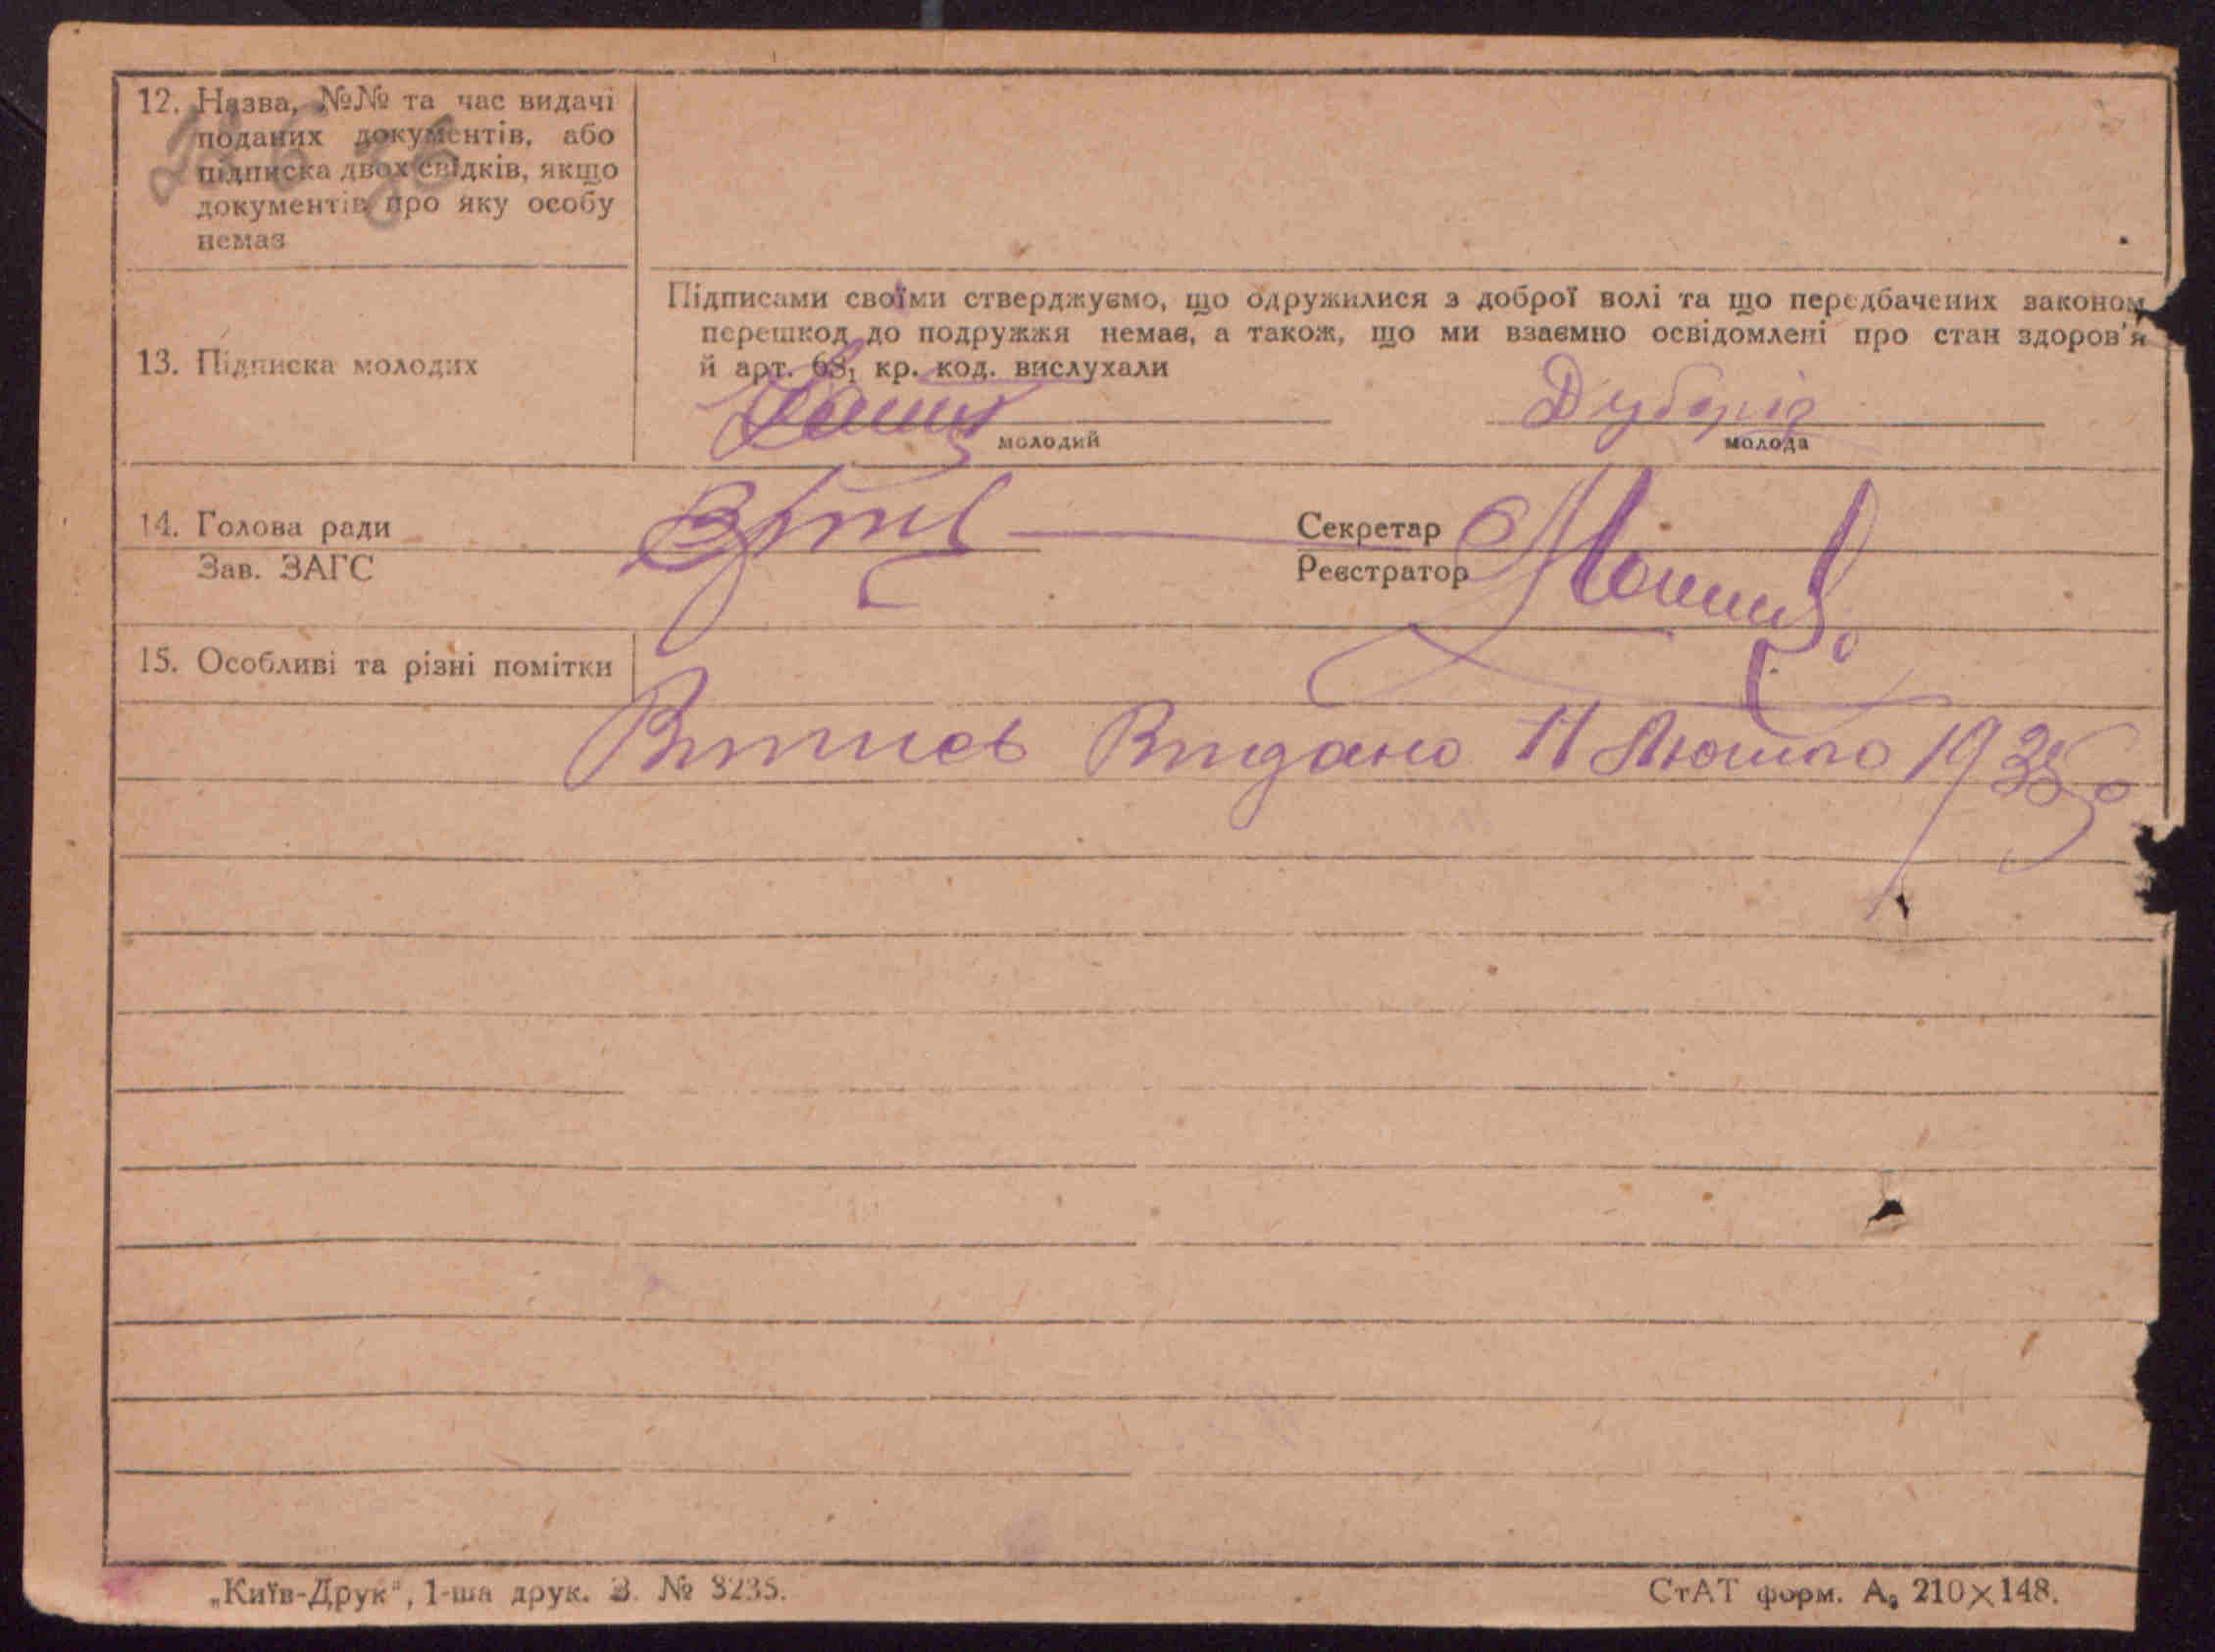 12. Назва, №№ та час видачі
поданих документів, або
підписка двох свідків, якщо
документів про яку особу
немає
13. Підписка молодих
Підписами своїми стверджуємо, що одружилися з доброї волі та що передбачених законом
перешкод до подружжя немає, а також, що ми взаємно освідомлені про стан здоров'я
й арт. 68₁ кр. код. вислухали
молодий
молода
14. Голова ради
Зав. ЗАГС
Секретар
Реєстратор
15. Особливі та різні помітки
Витись Видано 11 Лютого 1935
„Київ-Друк", 1-ша друк. З. № 8235.
СтАТ форм. А₅ 210×148.